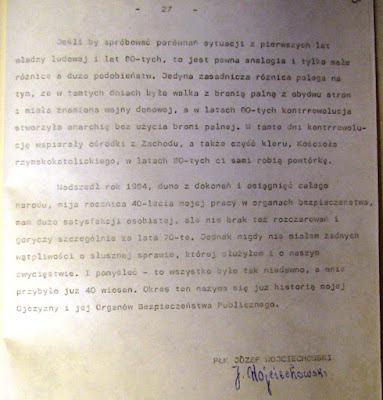 - 27 -
Jeśli by spróbować porównań sytuacji z pierwszych lat
władzy ludowej i lat 80-tych, to jest pewna analogia i tylko małe
różnice a dużo podobieństw. Jedyna zasadnicza różnica polega na
tym, że w tamtych dniach była walka z bronią palną z obydwu stron
i miała znamiona wojny domowej, a w latach 80-tych kontrrewolucja
stworzyła anarchię bez użycia broni palnej. W tamte dni kontrrewolu-
cję wspierały ośrodki z Zachodu, a także część kleru, Kościoła
rzymskokatolickiego, w latach 80-tych ci sami robią powtórkę.
Nadszedł rok 1984, duma z dokonań i osiągnięć całego
narodu, mija rocznica 40-lecia mojej pracy w organach bezpieczeństwa,
mam dużo satysfakcji osobistej, ale nie brak też rozczarowań i
goryczy szczególnie za lata 70-te. Jednak nigdy nie miałem żadnych
wątpliwości o słusznej sprawie, której służyłem i o naszym
zwycięstwie. I pomyśleć - to wszystko było tak niedawno, a mnie
przybyło już 40 wiosen. Okres ten nazywa się już historią mojej
Ojczyzny i jej Organów Bezpieczeństwa Publicznego.
PŁK JÓZEF WOJCIECHOWSKI
J. Wojciechowski